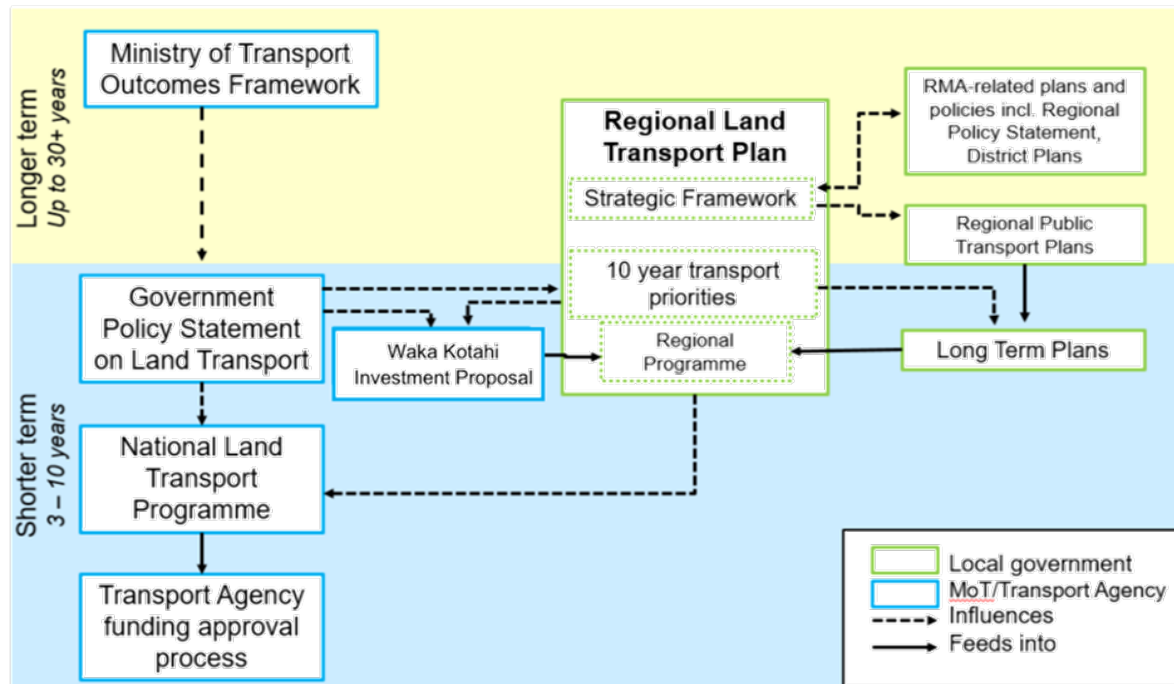 Longer term
Up to 30+ years
Ministry of Transport
Outcomes Framework
Regional Land
Transport Plan
Strategic Framework
RMA-related plans and
policies incl. Regional
Policy Statement,
District Plans
Regional Public
Transport Plans
Shorter term
3 – 10 years
Government
Policy Statement
on Land Transport
10 year transport
priorities
Waka Kotahi
Investment Proposal
Regional
Programme
Long Term Plans
National Land
Transport
Programme
Transport Agency
funding approval
process
Local government
MoT/Transport Agency
Influences
Feeds into